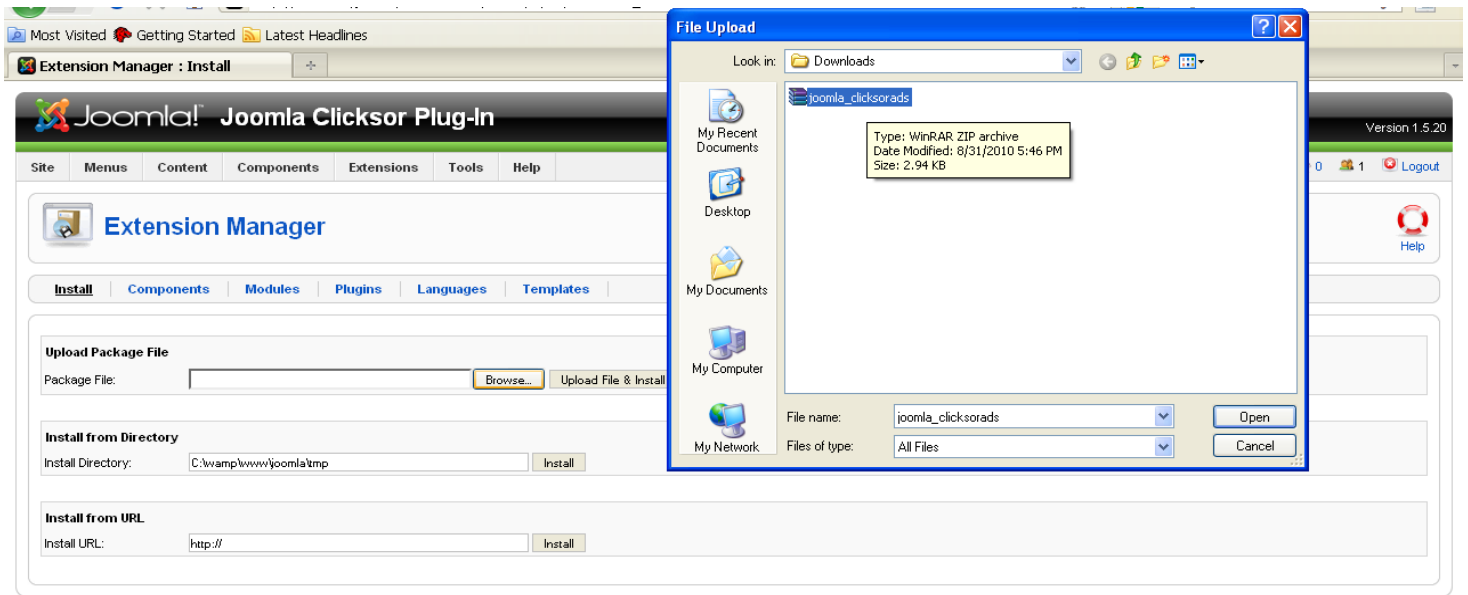 Most Visited Getting Started Latest Headlines
Extension Manager : Install
Joomla!™ Joomla Clicksor Plug-In
Version 1.5.20
Site Menus Content Components Extensions Tools Help
0 1 Logout
Extension Manager
Help
Install Components Modules Plugins Languages Templates
Upload Package File
Package File: Browse... Upload File & Install
Install from Directory
Install Directory: C:\wamp\www\joomla\tmp Install
Install from URL
Install URL: http:// Install
File Upload
Look in: Downloads
joomla_clicksorads
Type: WinRAR ZIP archive
Date Modified: 8/31/2010 5:46 PM
Size: 2.94 KB
My Recent
Documents
Desktop
My Documents
My Computer
My Network
File name: joomla_clicksorads Open
Files of type: All Files Cancel